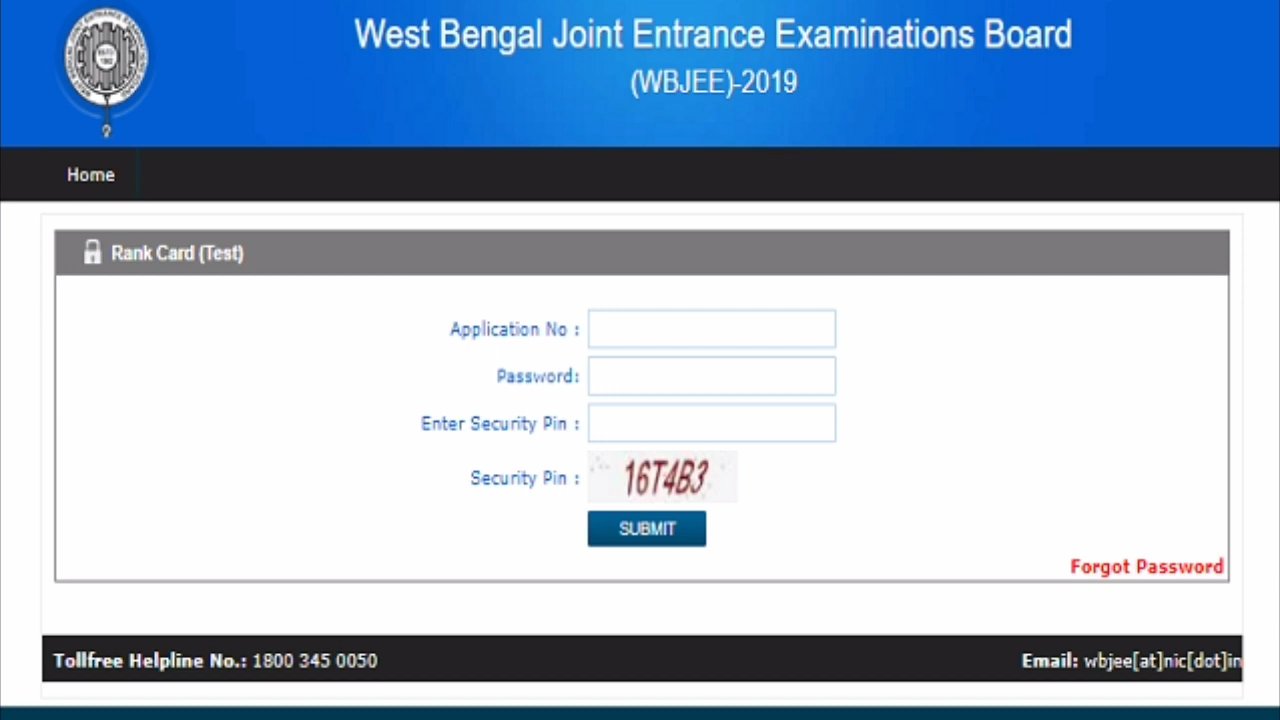 West Bengal Joint Entrance Examinations Board
(WBJEE)-2019
Home
Rank Card (Test)
Application No :
Password:
Enter Security Pin :
Security Pin : 16T4B3
SUBMIT
Forgot Password
Tollfree Helpline No.: 1800 345 0050 Email: wbjee[at]nic[dot]in